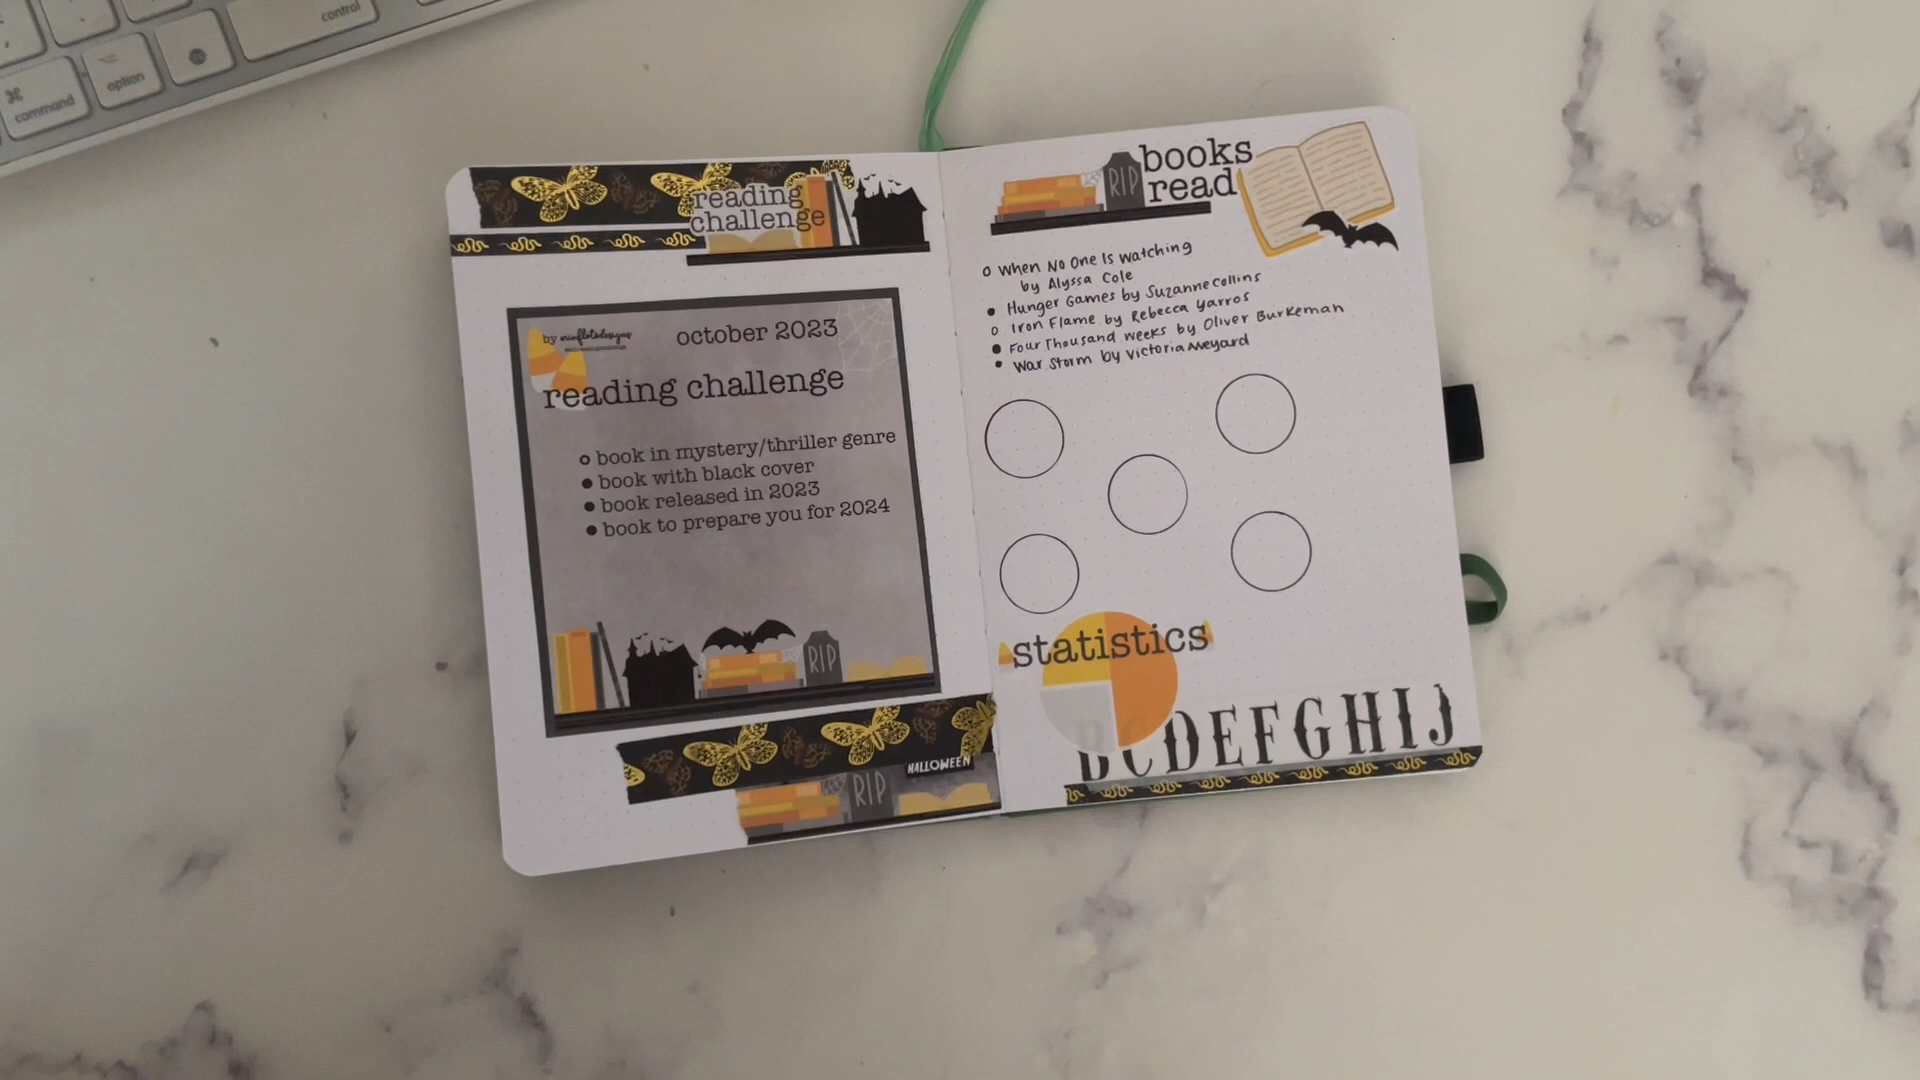 control
option
command
reading
challenge
by
october 2023
reading challenge
book in mystery/thriller genre
book with black cover
book released in 2023
book to prepare you for 2024
RIP
HALLOWEEN
RIP
RIP
books
read
When No One Is Watching
by Alyssa Cole
Hunger Games by Suzanne Collins
Iron Flame by Rebecca Yarros
Four Thousand Weeks by Oliver Burkeman
War Storm by Victoria Aveyard
statistics
BCDEFGHIJ